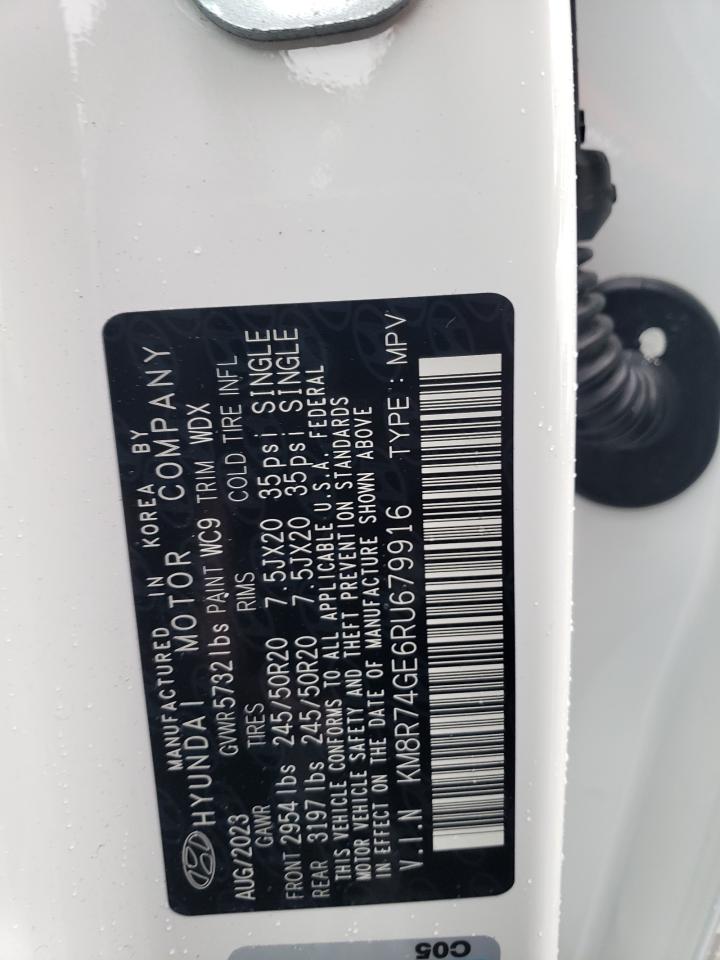 MANUFACTURED IN KOREA BY
HYUNDAI MOTOR COMPANY
AUG/2023 GVWR5732lbs PAINT WC9 TRIM WDX
GAWR TIRES RIMS COLD TIRE INFL
FRONT 2954 lbs 245/50R20 7.5JX20 35psi SINGLE
REAR 3197 lbs 245/50R20 7.5JX20 35psi SINGLE
THIS VEHICLE CONFORMS TO ALL APPLICABLE U.S.A. FEDERAL
MOTOR VEHICLE SAFETY AND THEFT PREVENTION STANDARDS
IN EFFECT ON THE DATE OF MANUFACTURE SHOWN ABOVE
V.I.N KM8R74GE6RU679916 TYPE : MPV
C05